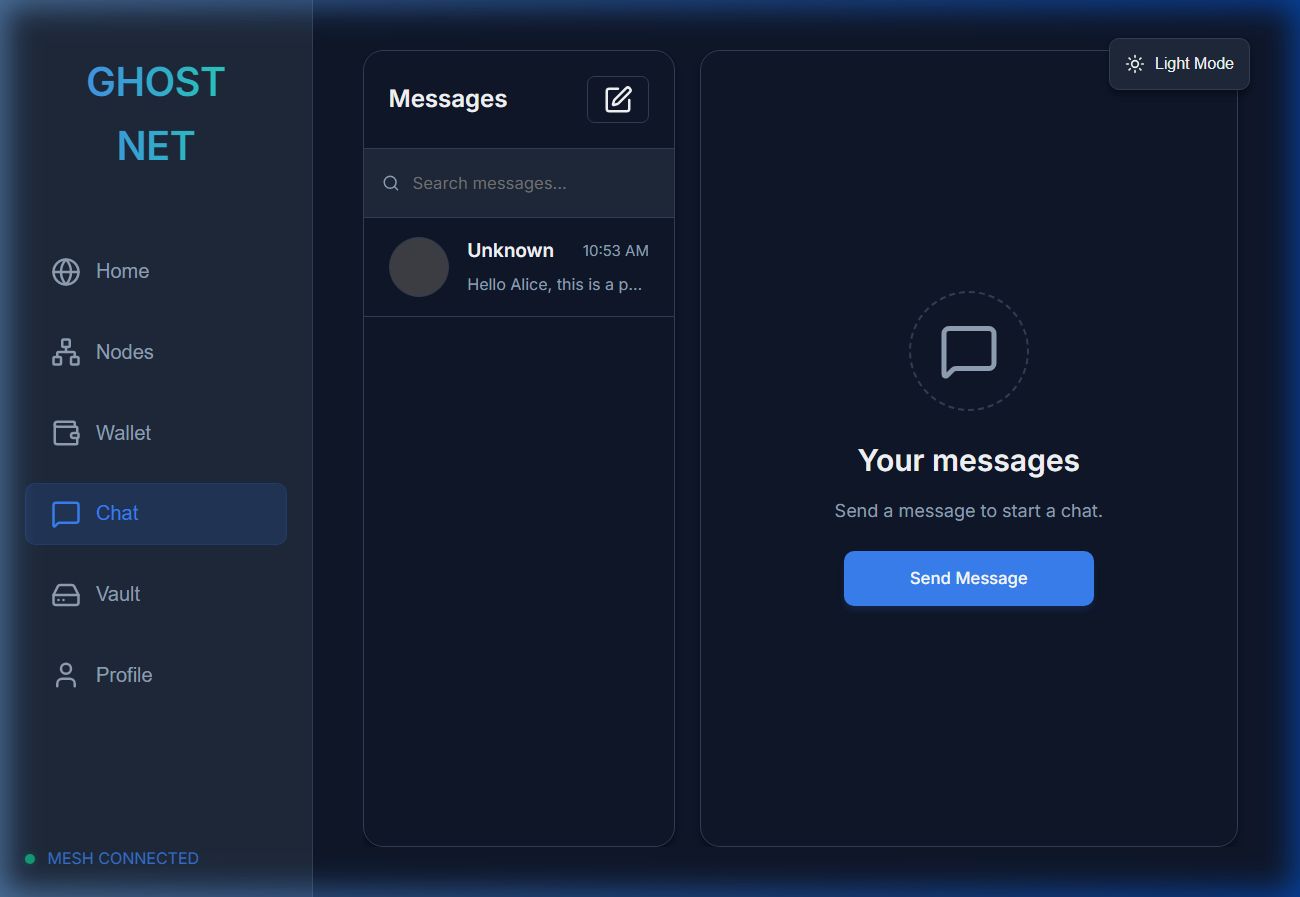 GHOST
NET
Home
Nodes
Wallet
Chat
Vault
Profile
MESH CONNECTED
Messages
Search messages...
Unknown 10:53 AM
Hello Alice, this is a p...
Light Mode
Your messages
Send a message to start a chat.
Send Message